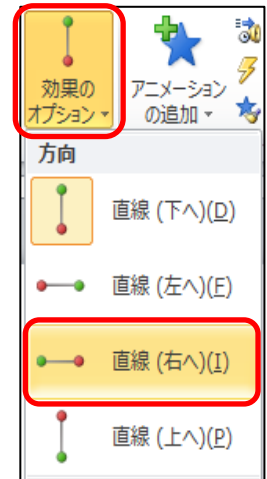 効果の
オプション
アニメーション
の追加
方向
直線 (下へ)(D)
直線 (左へ)(F)
直線 (右へ)(I)
直線 (上へ)(P)